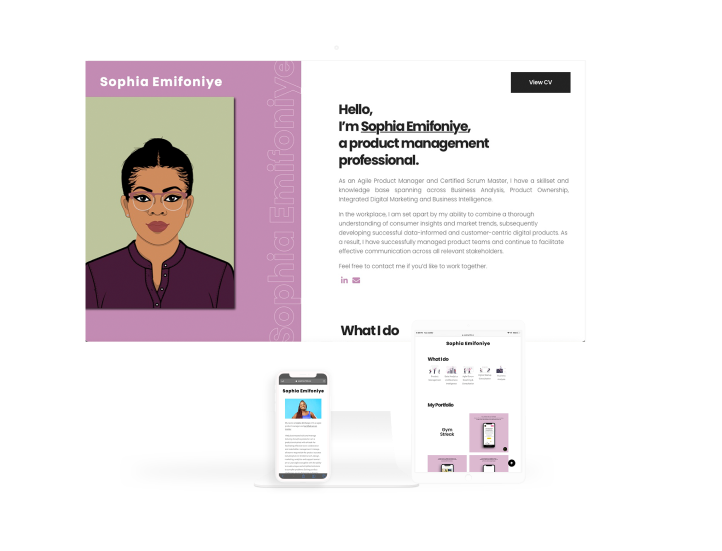 Sophia Emifoniye
Sophia Emifoniye
View CV
Hello,
I'm Sophia Emifoniye,
a product management
professional.
As an Agile Product Manager and Certified Scrum Master, I have a skillset and
knowledge base spanning across Business Analysis, Product Ownership,
Integrated Digital Marketing and Business Intelligence.
In the workplace, I am set apart by my ability to combine a thorough
understanding of consumer insights and market trends, subsequently
developing successful data-informed and customer-centric digital products. As
a result, I have successfully managed product teams and continue to facilitate
effective communication across all relevant stakeholders.
Feel free to contact me if you'd like to work together.
in
What I do
Sophia Emifoniye
What I do
My Portfolio
Gym
Streak
Sophia Emifoniye